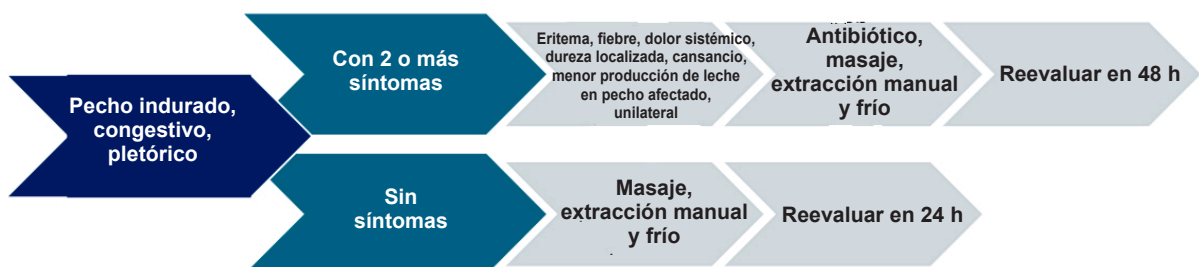 Pecho indurado,
congestivo,
pletórico
Con 2 o más
síntomas
Eritema, fiebre, dolor sistémico,
dureza localizada, cansancio,
menor producción de leche
en pecho afectado,
unilateral
Antibiótico,
masaje,
extracción manual
y frío
Reevaluar en 48 h
Sin
síntomas
Masaje,
extracción manual
y frío
Reevaluar en 24 h